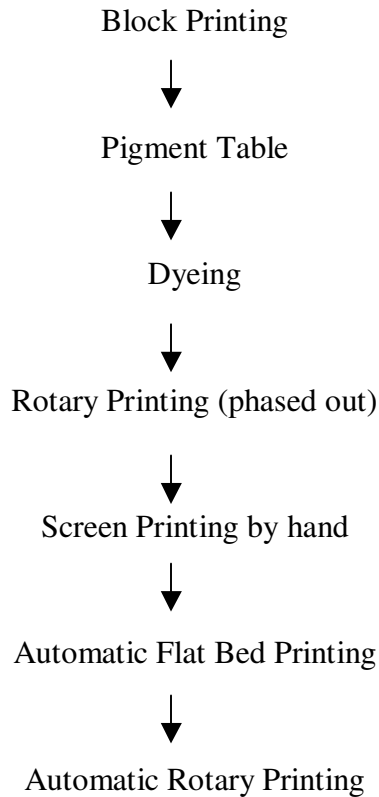 Block Printing
Pigment Table
Dyeing
Rotary Printing (phased out)
Screen Printing by hand
Automatic Flat Bed Printing
Automatic Rotary Printing